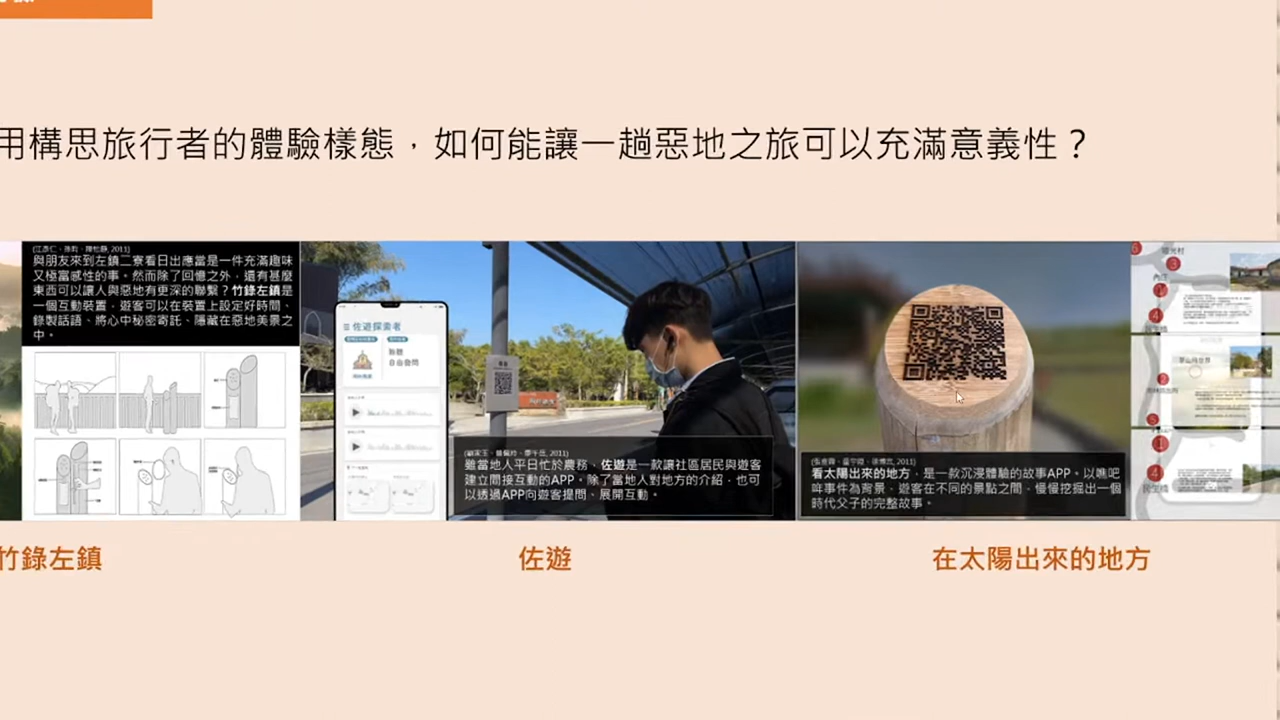 用構思旅行者的體驗樣態，如何能讓一趟惡地之旅可以充滿意義性？
與朋友來到左鎮二寮看日出應當是一件充滿趣味
又極富感性的事。然而除了回憶之外，還有甚麼
東西可以讓人與惡地有更深的聯繫？竹錄左鎮是
一個互動裝置，遊客可以在裝置上設定好時間、
錄製話語、將心中秘密寄託、隱藏在惡地美景之
中。
佐遊探索者
聆聽
自由發問
雖當地人平日忙於農務、佐遊是一款讓社區居民與遊客
建立間接互動的APP。除了當地人對地方的介紹，也可
以透過APP向遊客提問、展開互動。
看太陽出來的地方，是一款沉浸體驗的故事APP。以噍吧
哖事件為背景、遊客在不同的景點之間、慢慢挖掘出一個
時代父子的完整故事。
竹錄左鎮
佐遊
在太陽出來的地方